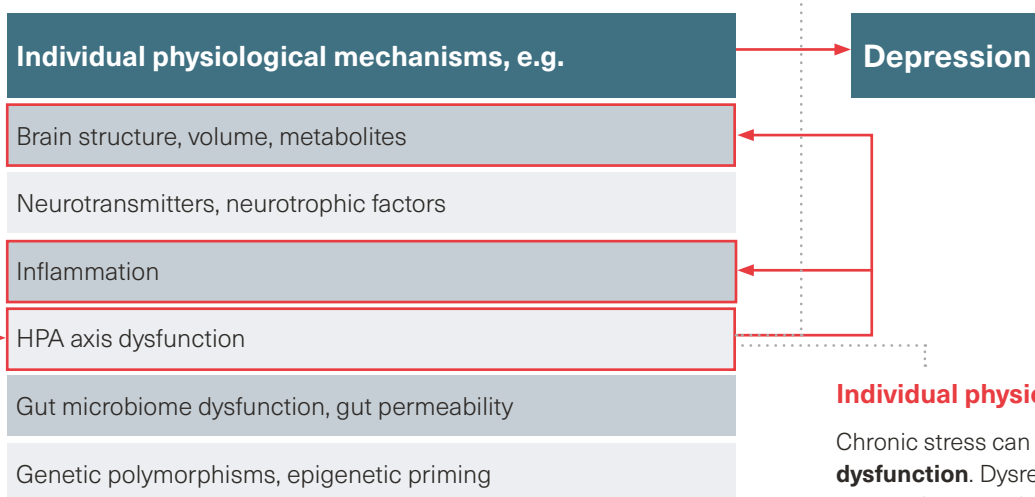 Individual physiological mechanisms, e.g.
Depression
Brain structure, volume, metabolites
Neurotransmitters, neurotrophic factors
Inflammation
HPA axis dysfunction
Gut microbiome dysfunction, gut permeability
Genetic polymorphisms, epigenetic priming
Individual
Chronic stress can
dysfunction.